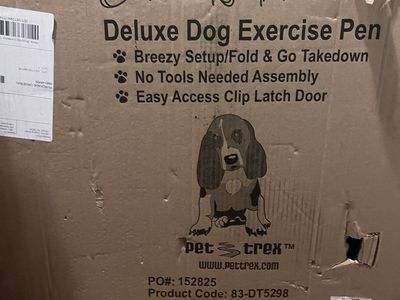 Deluxe Dog Exercise Pen
Breezy Setup/Fold & Go Takedown
No Tools Needed Assembly
Easy Access Clip Latch Door
pet trex™
www.pettrex.com
PO#: 152825
Product Code: 83-DT5298